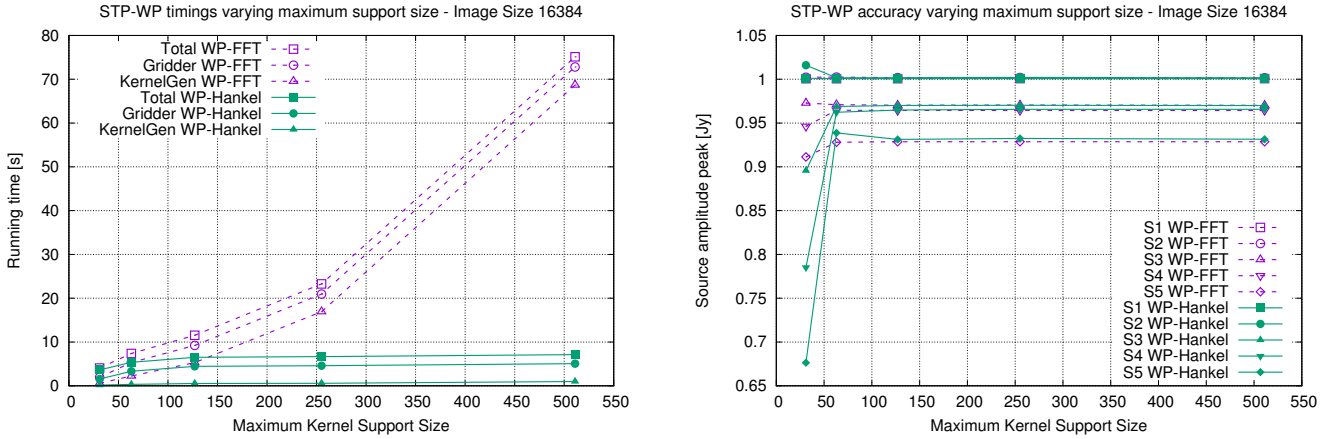 STP-WP timings varying maximum support size - Image Size 16384
Running time [s]
80
70
60
50
40
30
20
10
0
Total WP-FFT
Gridder WP-FFT
KernelGen WP-FFT
Total WP-Hankel
Gridder WP-Hankel
KernelGen WP-Hankel
0 50 100 150 200 250 300 350 400 450 500 550
Maximum Kernel Support Size
STP-WP accuracy varying maximum support size - Image Size 16384
Source amplitude peak [Jy]
1.05
1
0.95
0.9
0.85
0.8
0.75
0.7
0.65
S1 WP-FFT
S2 WP-FFT
S3 WP-FFT
S4 WP-FFT
S5 WP-FFT
S1 WP-Hankel
S2 WP-Hankel
S3 WP-Hankel
S4 WP-Hankel
S5 WP-Hankel
0 50 100 150 200 250 300 350 400 450 500 550
Maximum Kernel Support Size